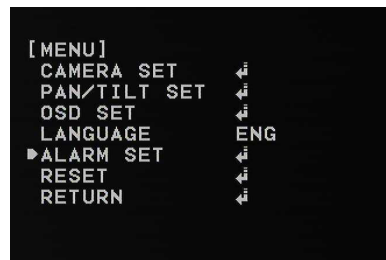 [MENU]
CAMERA SET ↲
PAN/TILT SET ↲
OSD SET ↲
LANGUAGE ENG
▶ALARM SET ↲
RESET ↲
RETURN ↲